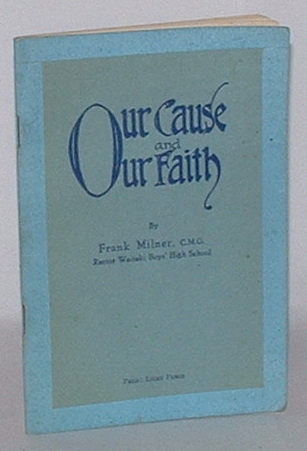 Our Cause
and
Our Faith
By
Frank Milner, C.M.G.
Rector Waitaki Boys' High School